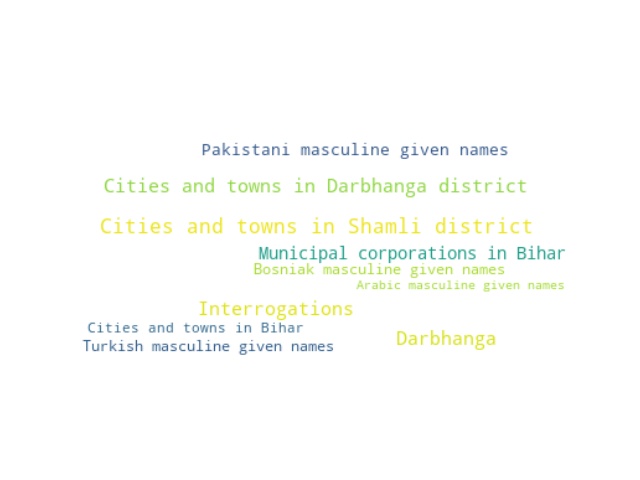 Pakistani masculine given names
Cities and towns in Darbhanga district
Cities and towns in Shamli district
Municipal corporations in Bihar
Bosniak masculine given names
Arabic masculine given names
Interrogations
Cities and towns in Bihar
Darbhanga
Turkish masculine given names